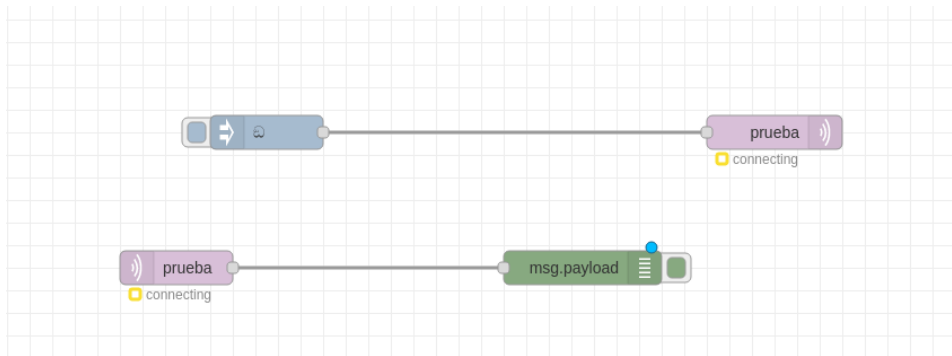 ඩ
prueba
connecting
prueba
msg.payload
connecting